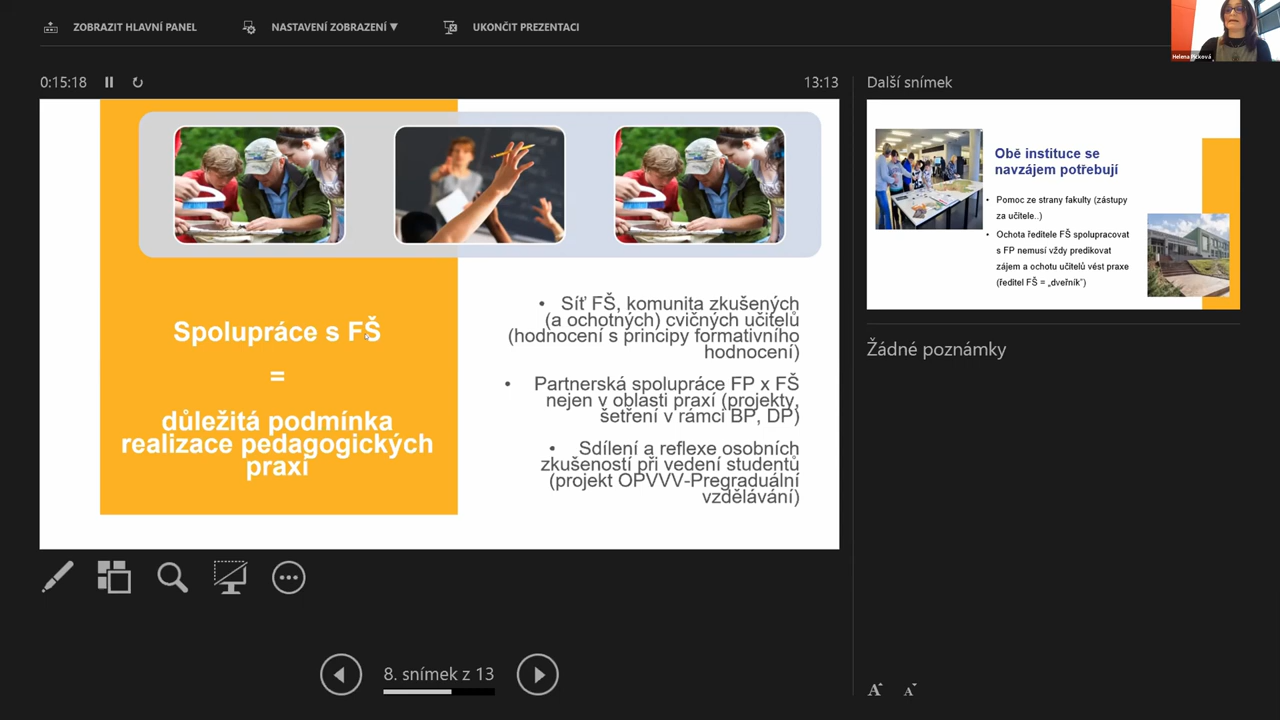 ZOBRAZIT HLAVNÍ PANEL
NASTAVENÍ ZOBRAZENÍ ▼
UKONČIT PREZENTACI
0:15:18
13:13
Spolupráce s FŠ
=
důležitá podmínka
realizace pedagogických
praxí
• Síť FŠ, komunita zkušených
(a ochotných) cvičných učitelů
(hodnocení s principy formativního
hodnocení)
• Partnerská spolupráce FP x FŠ
nejen v oblasti praxí (projekty,
šetření v rámci BP, DP)
• Sdílení a reflexe osobních
zkušeností při vedení studentů
(projekt OPVVV-Pregraduální
vzdělávání)
8. snímek z 13
Helena Picková
Další snímek
Obě instituce se
navzájem potřebují
• Pomoc ze strany fakulty (zástupy
za učitele..)
• Ochota ředitele FŠ spolupracovat
s FP nemusí vždy predikovat
zájem a ochotu učitelů vést praxe
(ředitel FŠ = „dveřník")
Žádné poznámky
A A